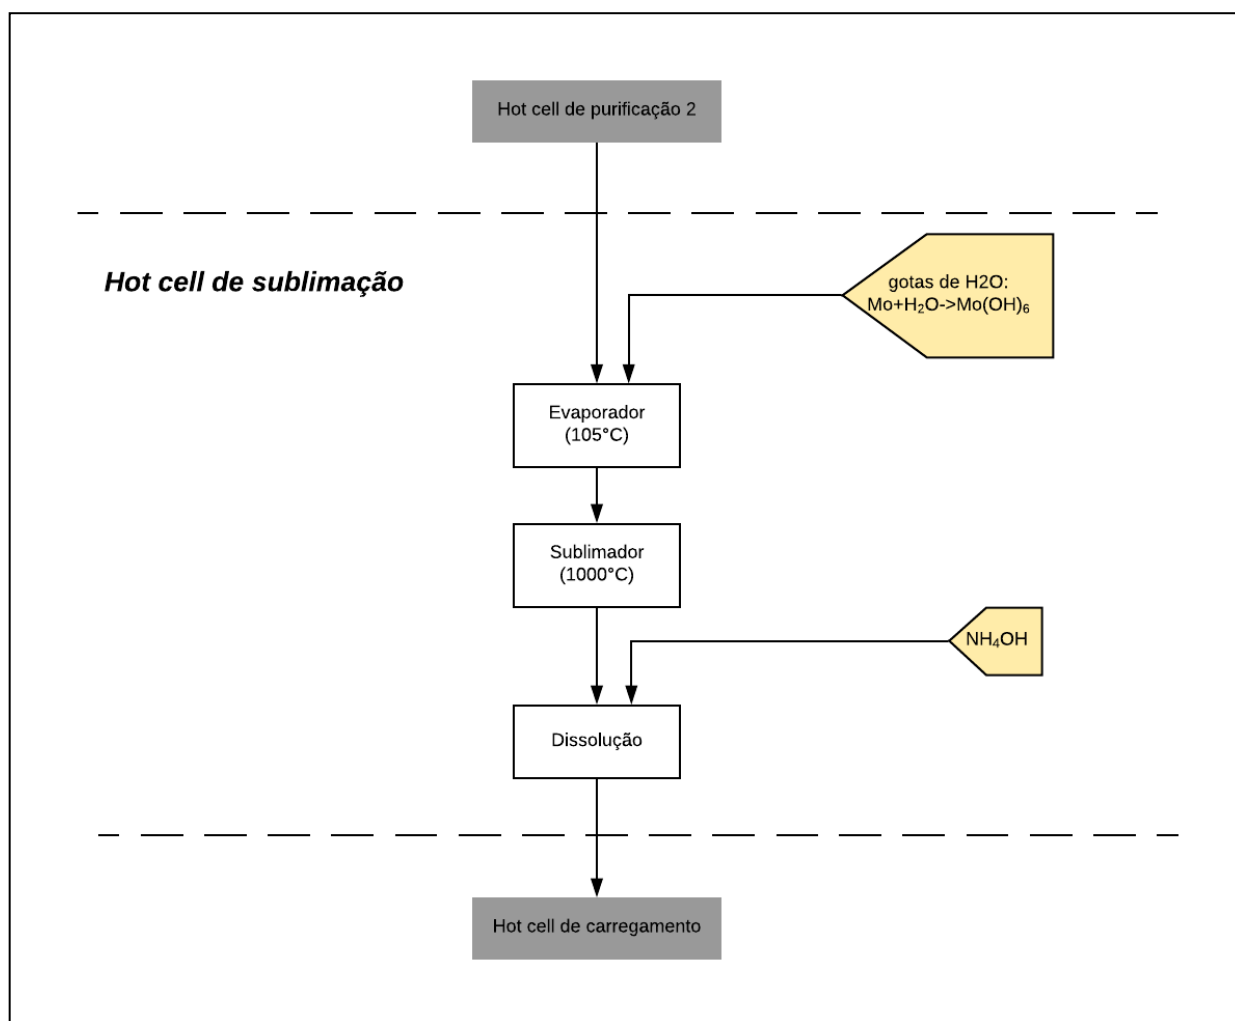 Hot cell de purificação 2
Hot cell de sublimação
gotas de H2O:
Mo+H₂O->Mo(OH)₆
Evaporador
(105°C)
Sublimador
(1000°C)
NH₄OH
Dissolução
Hot cell de carregamento